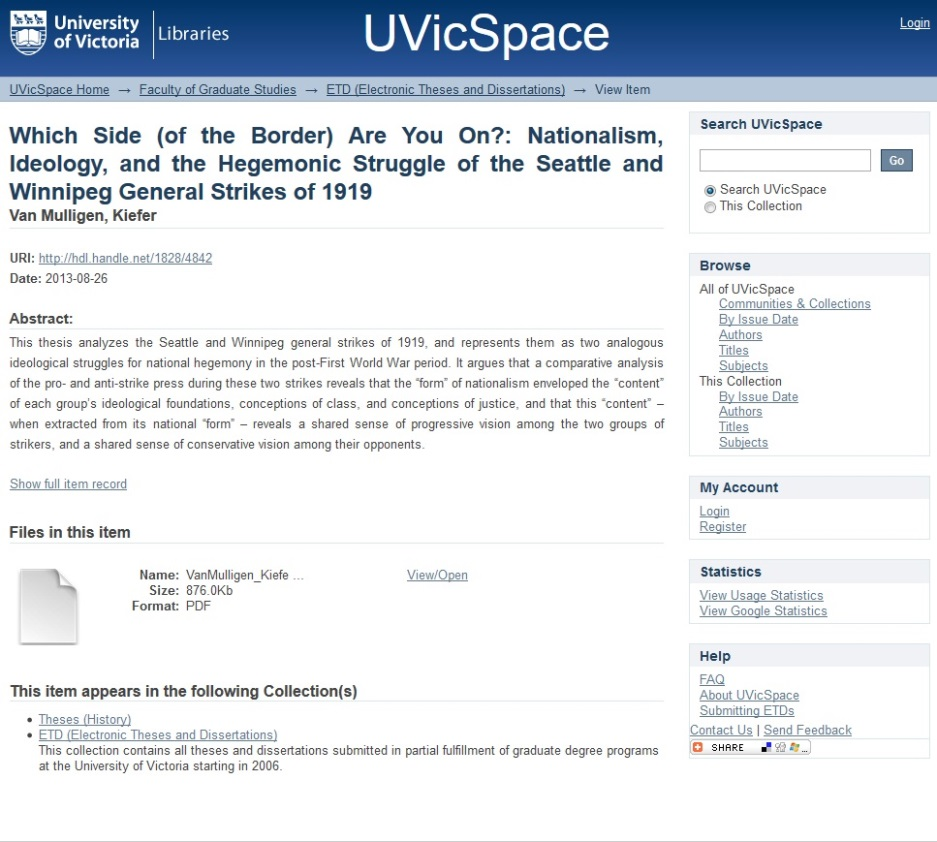 University
of Victoria
Libraries
UVicSpace
Login
UVicSpace Home → Faculty of Graduate Studies → ETD (Electronic Theses and Dissertations) → View Item
Which Side (of the Border) Are You On?: Nationalism,
Ideology, and the Hegemonic Struggle of the Seattle and
Winnipeg General Strikes of 1919
Van Mulligen, Kiefer
URI: http://hdl.handle.net/1828/4842
Date: 2013-08-26
Abstract:
This thesis analyzes the Seattle and Winnipeg general strikes of 1919, and represents them as two analogous
ideological struggles for national hegemony in the post-First World War period. It argues that a comparative analysis
of the pro- and anti-strike press during these two strikes reveals that the “form” of nationalism enveloped the “content”
of each group’s ideological foundations, conceptions of class, and conceptions of justice, and that this “content” –
when extracted from its national “form” – reveals a shared sense of progressive vision among the two groups of
strikers, and a shared sense of conservative vision among their opponents.
Show full item record
Files in this item
Name: VanMulligen_Kiefe ...
View/Open
Size: 876.0Kb
Format: PDF
This item appears in the following Collection(s)
• Theses (History)
• ETD (Electronic Theses and Dissertations)
This collection contains all theses and dissertations submitted in partial fulfillment of graduate degree programs
at the University of Victoria starting in 2006.
Search UVicSpace
Go
Search UVicSpace
This Collection
Browse
All of UVicSpace
Communities & Collections
By Issue Date
Authors
Titles
Subjects
This Collection
By Issue Date
Authors
Titles
Subjects
My Account
Login
Register
Statistics
View Usage Statistics
View Google Statistics
Help
FAQ
About UVicSpace
Submitting ETDs
Contact Us | Send Feedback
SHARE ...